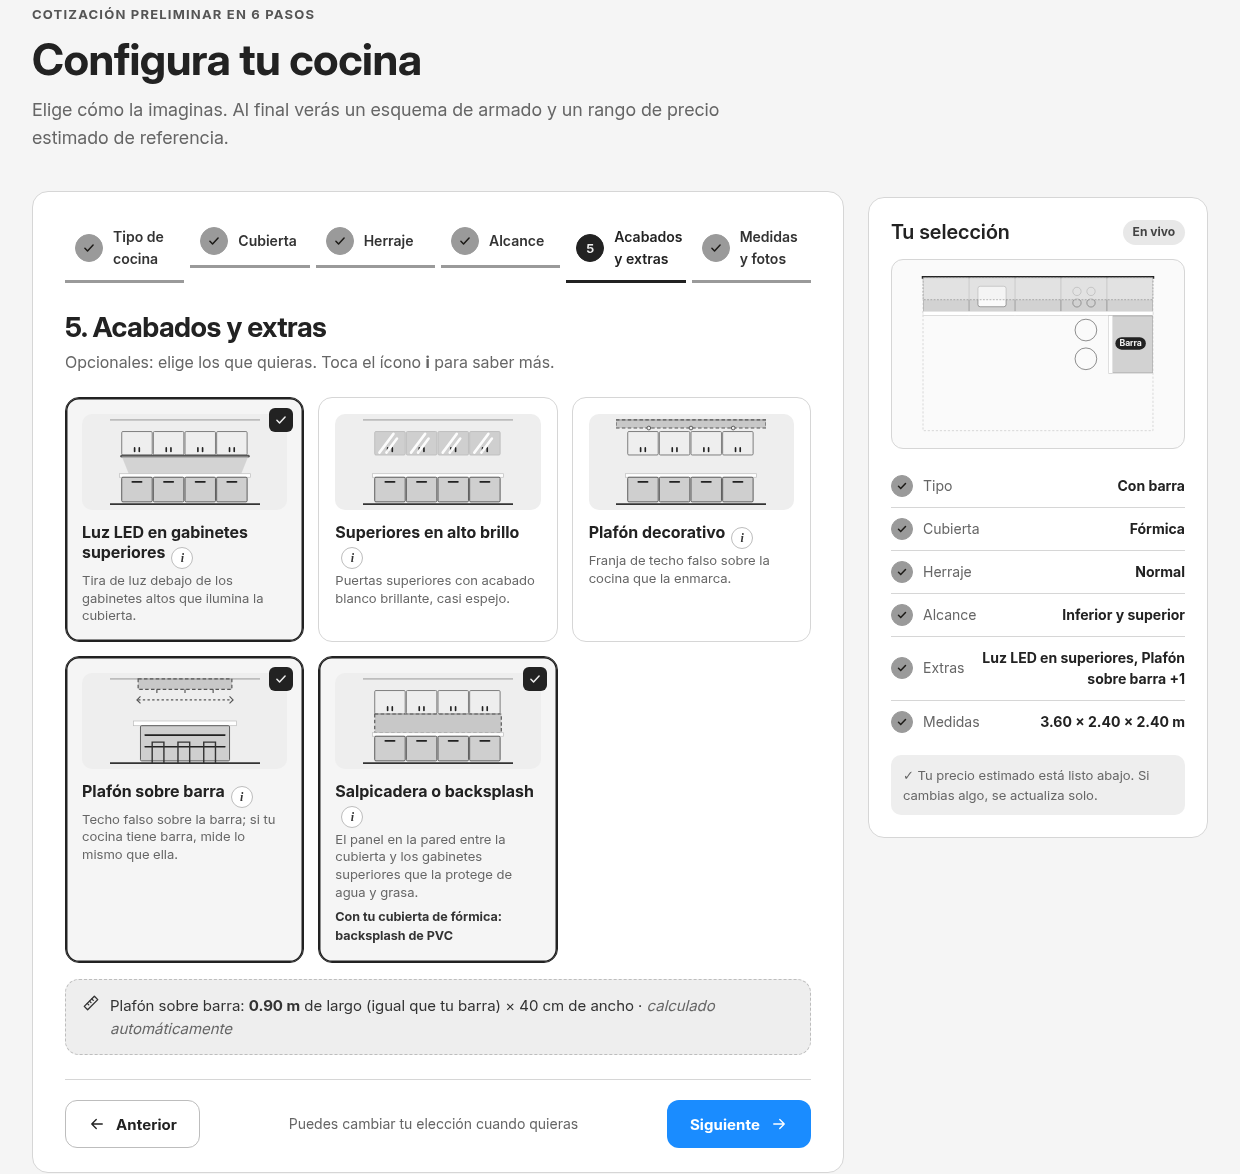 COTIZACIÓN PRELIMINAR EN 6 PASOS
Configura tu cocina
Elige cómo la imaginas. Al final verás un esquema de armado y un rango de precio
estimado de referencia.
Tipo de
cocina
Cubierta
Herraje
Alcance
5
Acabados
y extras
Medidas
y fotos
5. Acabados y extras
Opcionales: elige los que quieras. Toca el ícono i para saber más.
Luz LED en gabinetes
superiores i
Tira de luz debajo de los
gabinetes altos que ilumina la
cubierta.
Superiores en alto brillo
i
Puertas superiores con acabado
blanco brillante, casi espejo.
Plafón decorativo i
Franja de techo falso sobre la
cocina que la enmarca.
Plafón sobre barra i
Techo falso sobre la barra; si tu
cocina tiene barra, mide lo
mismo que ella.
Salpicadera o backsplash
i
El panel en la pared entre la
cubierta y los gabinetes
superiores que la protege de
agua y grasa.
Con tu cubierta de fórmica:
backsplash de PVC
Plafón sobre barra: 0.90 m de largo (igual que tu barra) × 40 cm de ancho · calculado
automáticamente
← Anterior
Puedes cambiar tu elección cuando quieras
Siguiente →
Tu selección
En vivo
Barra
Tipo Con barra
Cubierta Fórmica
Herraje Normal
Alcance Inferior y superior
Extras Luz LED en superiores, Plafón
sobre barra +1
Medidas 3.60 × 2.40 × 2.40 m
✓ Tu precio estimado está listo abajo. Si
cambias algo, se actualiza solo.